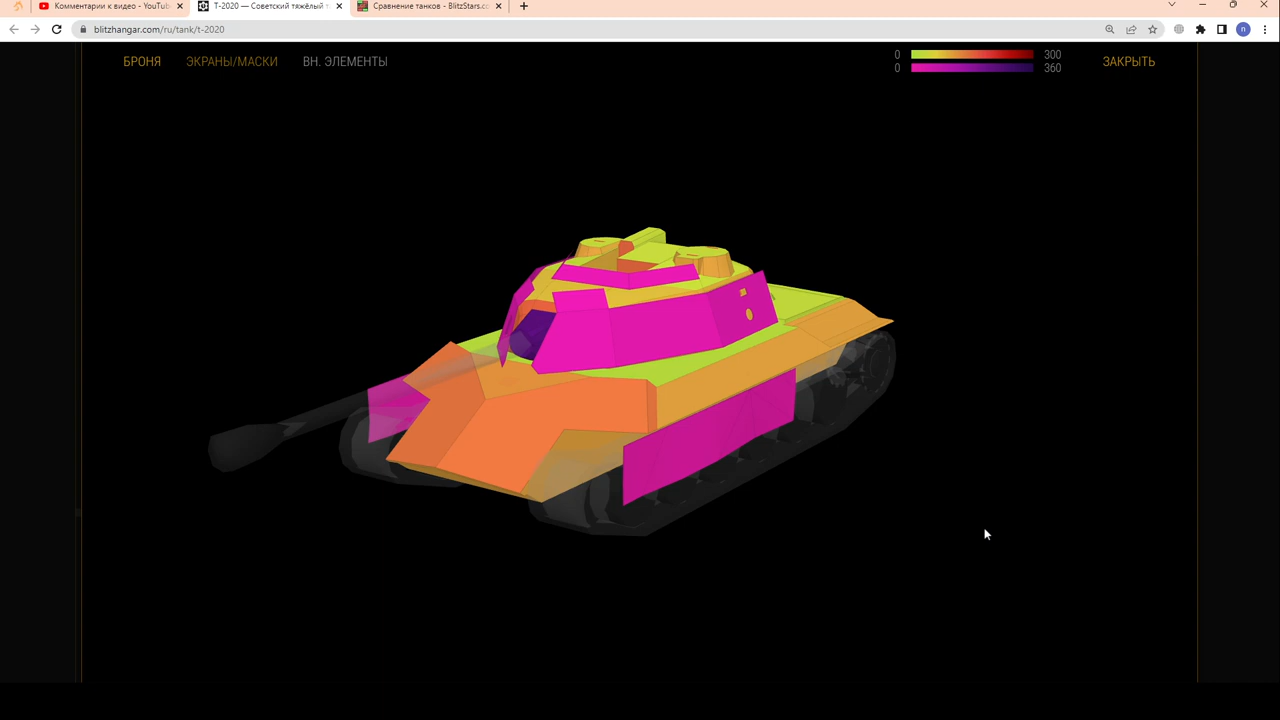 Комментарии к видео - YouTub
Т-2020 — Советский тяжёлый т
Сравнение танков - BlitzStars.co
blitzhangar.com/ru/tank/t-2020
n
БРОНЯ ЭКРАНЫ/МАСКИ ВН. ЭЛЕМЕНТЫ
0 300
0 360
ЗАКРЫТЬ